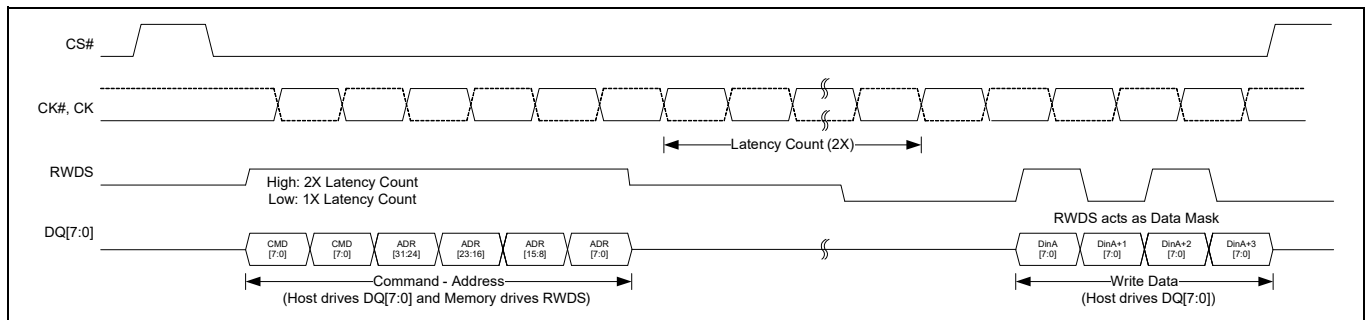 CS#
CK#, CK
Latency Count (2X)
RWDS
High: 2X Latency Count
Low: 1X Latency Count
RWDS acts as Data Mask
DQ[7:0]
CMD
[7:0]
CMD
[7:0]
ADR
[31:24]
ADR
[23:16]
ADR
[15:8]
ADR
[7:0]
DinA
[7:0]
DinA+1
[7:0]
DinA+2
[7:0]
DinA+3
[7:0]
Command - Address
(Host drives DQ[7:0] and Memory drives RWDS)
Write Data
(Host drives DQ[7:0])